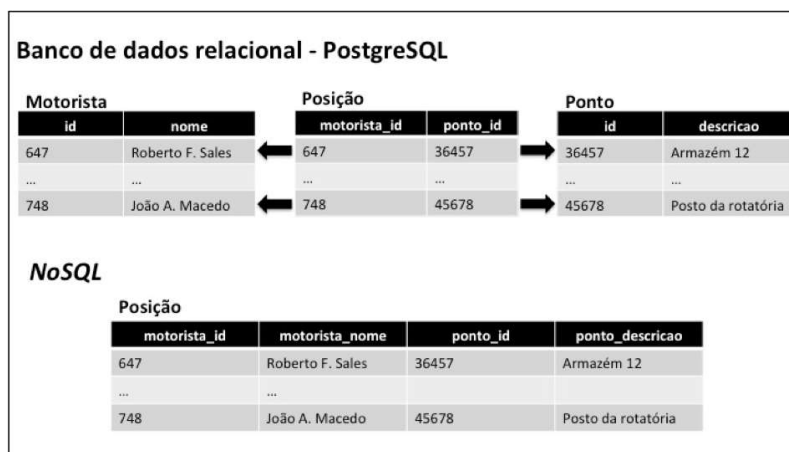 Banco de dados relacional - PostgreSQL
Motorista Posição Ponto
id nome motorista_id ponto_id id descricao
647 Roberto F. Sales 647 36457 36457 Armazém 12
... ... ... ... ... ...
748 João A. Macedo 748 45678 45678 Posto da rotatória
NoSQL
Posição
motorista_id motorista_nome ponto_id ponto_descricao
647 Roberto F. Sales 36457 Armazém 12
... ...
748 João A. Macedo 45678 Posto da rotatória